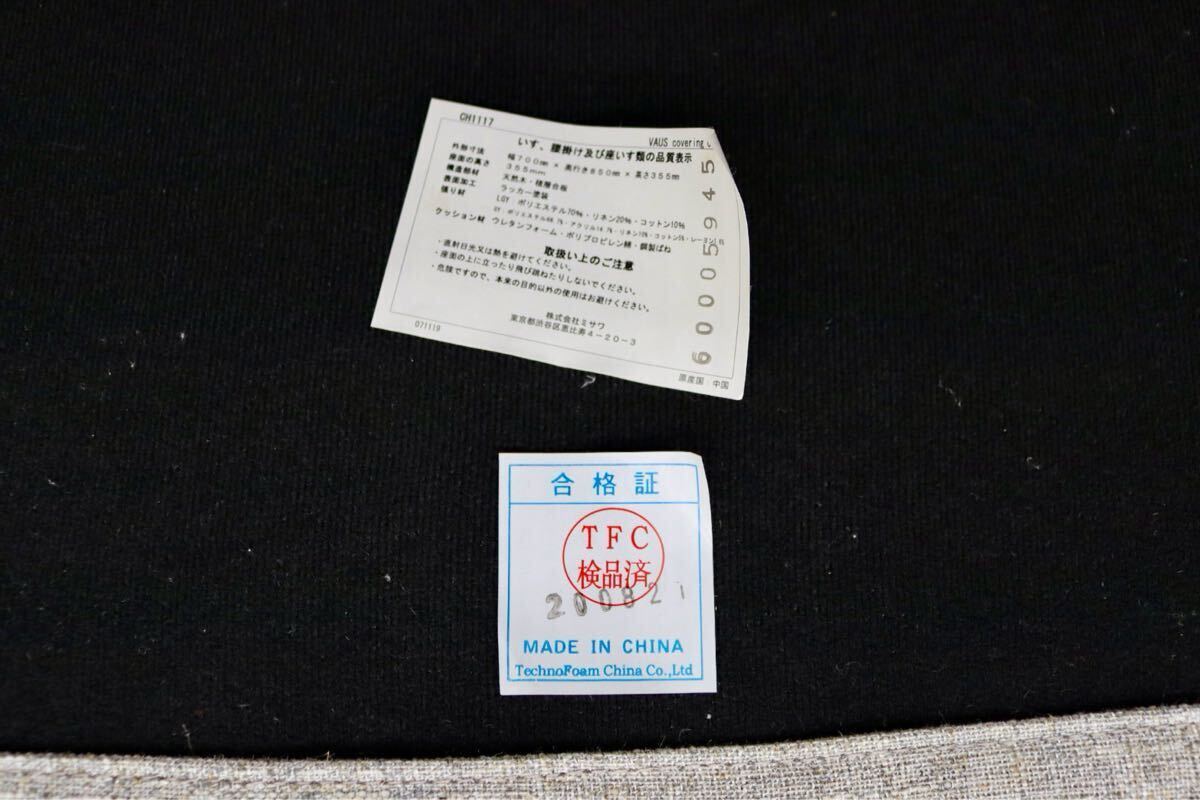 CH1117
VAUS covering
いす、腰掛け及び座いす類の品質表示
外形寸法 幅700㎜ × 奥行き850㎜ × 高さ355㎜
座面の高さ 355mm
構造部材 天然木・積層合板
表面加工 ラッカー塗装
張り材 LGY:ポリエステル70%・リネン20%・コットン10%
クッション材 ウレタンフォーム・ポリプロピレン綿・鋼製ばね
取扱い上のご注意
・直射日光又は熱を避けてください。
・座面の上に立ったり飛び跳ねたりしないでください。
・危険ですので、本来の目的以外の使用はお避けください。
株式会社ミサワ
東京都渋谷区恵比寿4-20-3
071119
原産国:中国
60005945
合格証
TFC
検品済
200821
MADE IN CHINA
TechnoFoam China Co.,Ltd